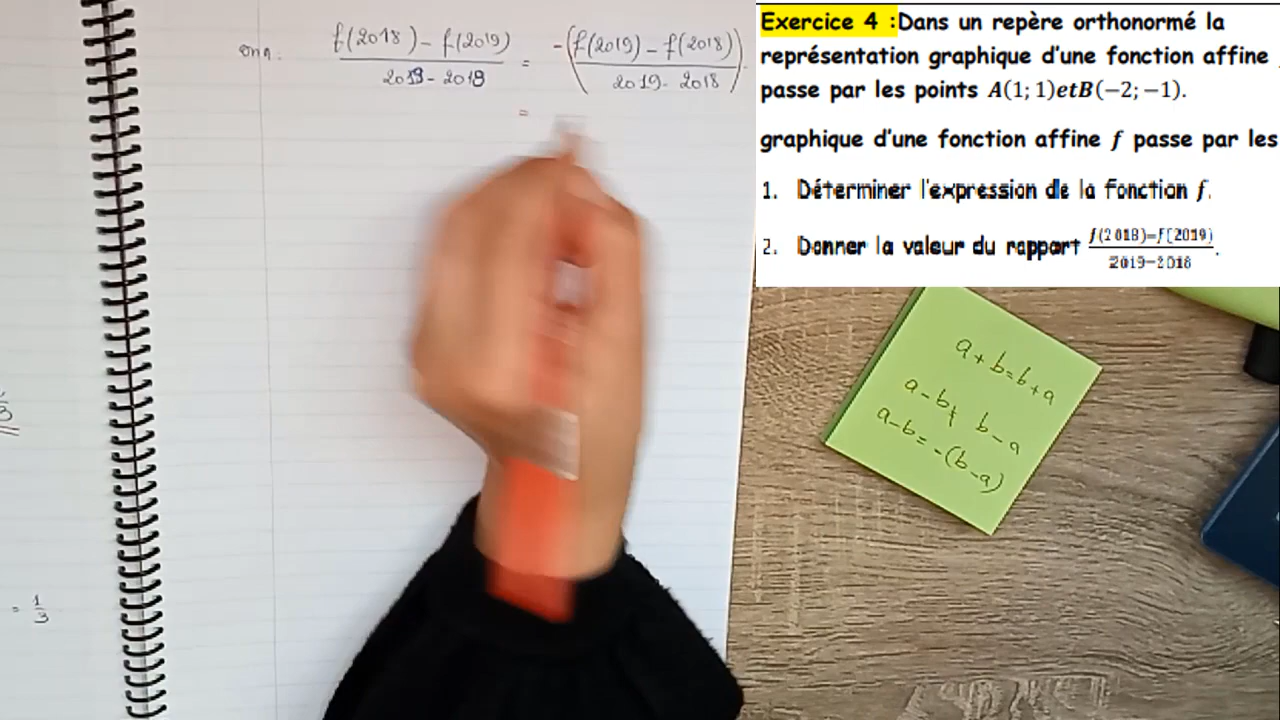 ona. f(2018) - f(2019) / 2019 - 2018 = -(f(2019) - f(2018) / 2019 - 2018)
=
= 1/3
Exercice 4 :Dans un repère orthonormé la
représentation graphique d'une fonction affine
passe par les points A(1; 1)etB(-2; -1).
graphique d'une fonction affine f passe par les
1. Déterminer l'expression de la fonction f.
2. Donner la valeur du rapport f(2018)-f(2019) / 2019-2018 .
a + b = b + a
a - b ≠ b - a
a - b = -(b - a)